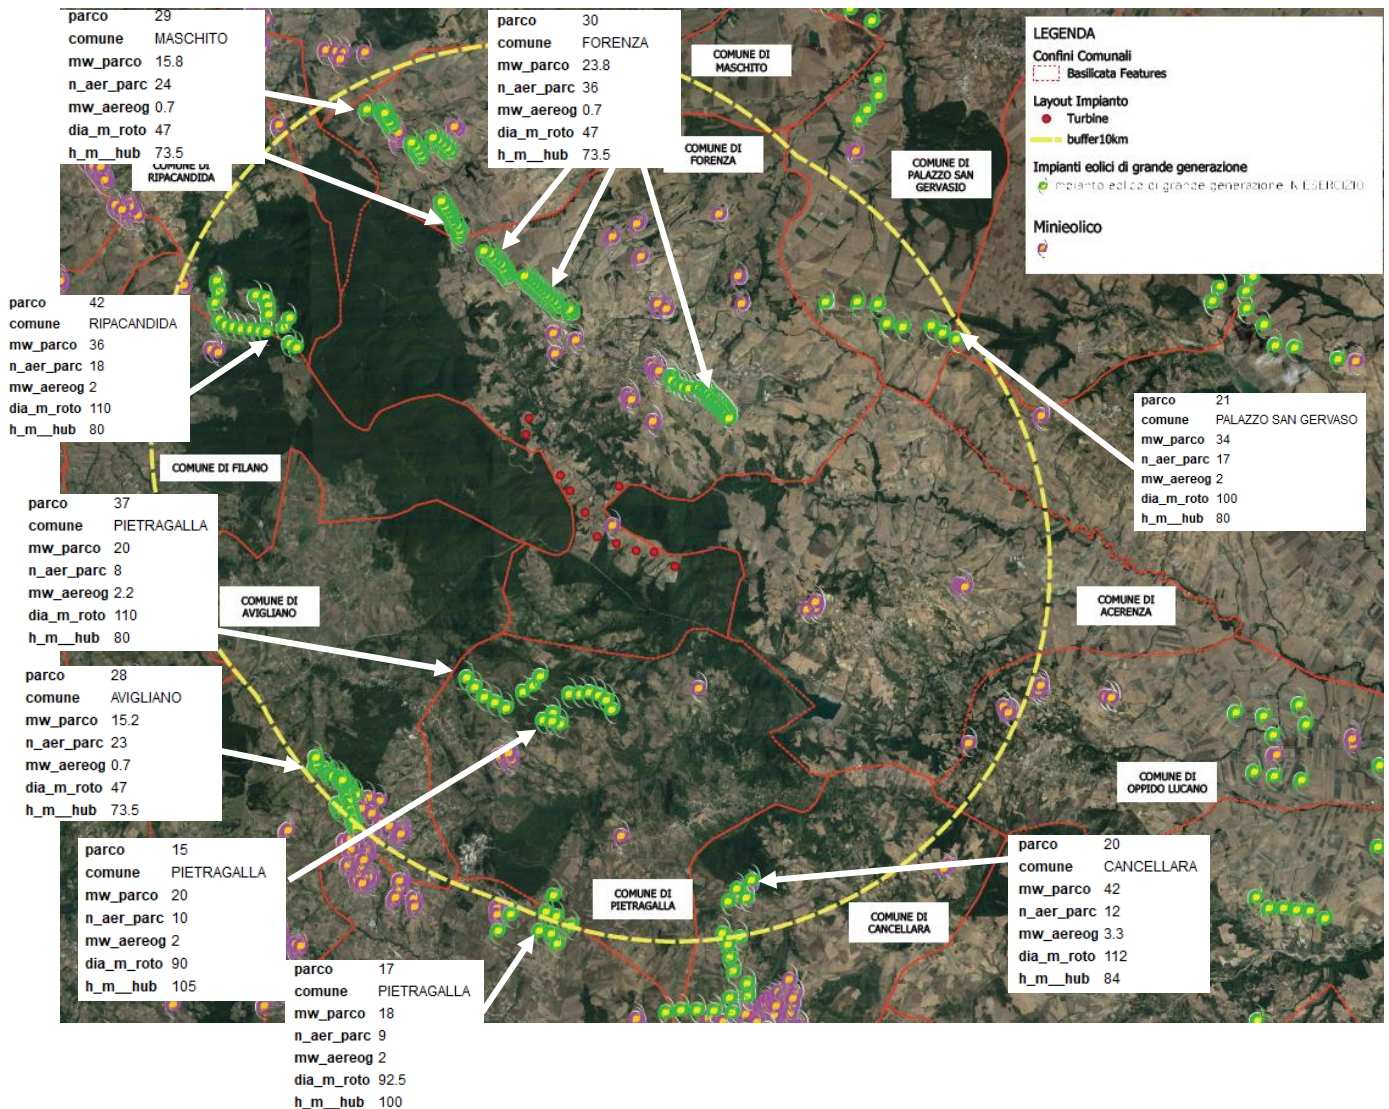 parco 29
comune MASCHITO
mw_parco 15.8
n_aer_parc 24
mw_aereog 0.7
dia_m_roto 47
h_m__hub 73.5
parco 30
comune FORENZA
mw_parco 23.8
n_aer_parc 36
mw_aereog 0.7
dia_m_roto 47
h_m__hub 73.5
COMUNE DI
MASCHITO
LEGENDA
Confini Comunali
Basilicata Features
Layout Impianto
Turbine
buffer10km
Impianti eolici di grande generazione
impianto eolico di grande generazione IN ESERCIZIO
Minieolico
COMUNE DI
RIPACANDIDA
COMUNE DI
FORENZA
COMUNE DI
PALAZZO SAN
GERVASIO
parco 42
comune RIPACANDIDA
mw_parco 36
n_aer_parc 18
mw_aereog 2
dia_m_roto 110
h_m__hub 80
parco 21
comune PALAZZO SAN GERVASO
mw_parco 34
n_aer_parc 17
mw_aereog 2
dia_m_roto 100
h_m__hub 80
COMUNE DI FILANO
parco 37
comune PIETRAGALLA
mw_parco 20
n_aer_parc 8
mw_aereog 2.2
dia_m_roto 110
h_m__hub 80
COMUNE DI
AVIGLIANO
COMUNE DI
ACERENZA
parco 28
comune AVIGLIANO
mw_parco 15.2
n_aer_parc 23
mw_aereog 0.7
dia_m_roto 47
h_m__hub 73.5
COMUNE DI
OPPIDO LUCANO
parco 15
comune PIETRAGALLA
mw_parco 20
n_aer_parc 10
mw_aereog 2
dia_m_roto 90
h_m__hub 105
COMUNE DI
PIETRAGALLA
COMUNE DI
CANCELLARA
parco 20
comune CANCELLARA
mw_parco 42
n_aer_parc 12
mw_aereog 3.3
dia_m_roto 112
h_m__hub 84
parco 17
comune PIETRAGALLA
mw_parco 18
n_aer_parc 9
mw_aereog 2
dia_m_roto 92.5
h_m__hub 100